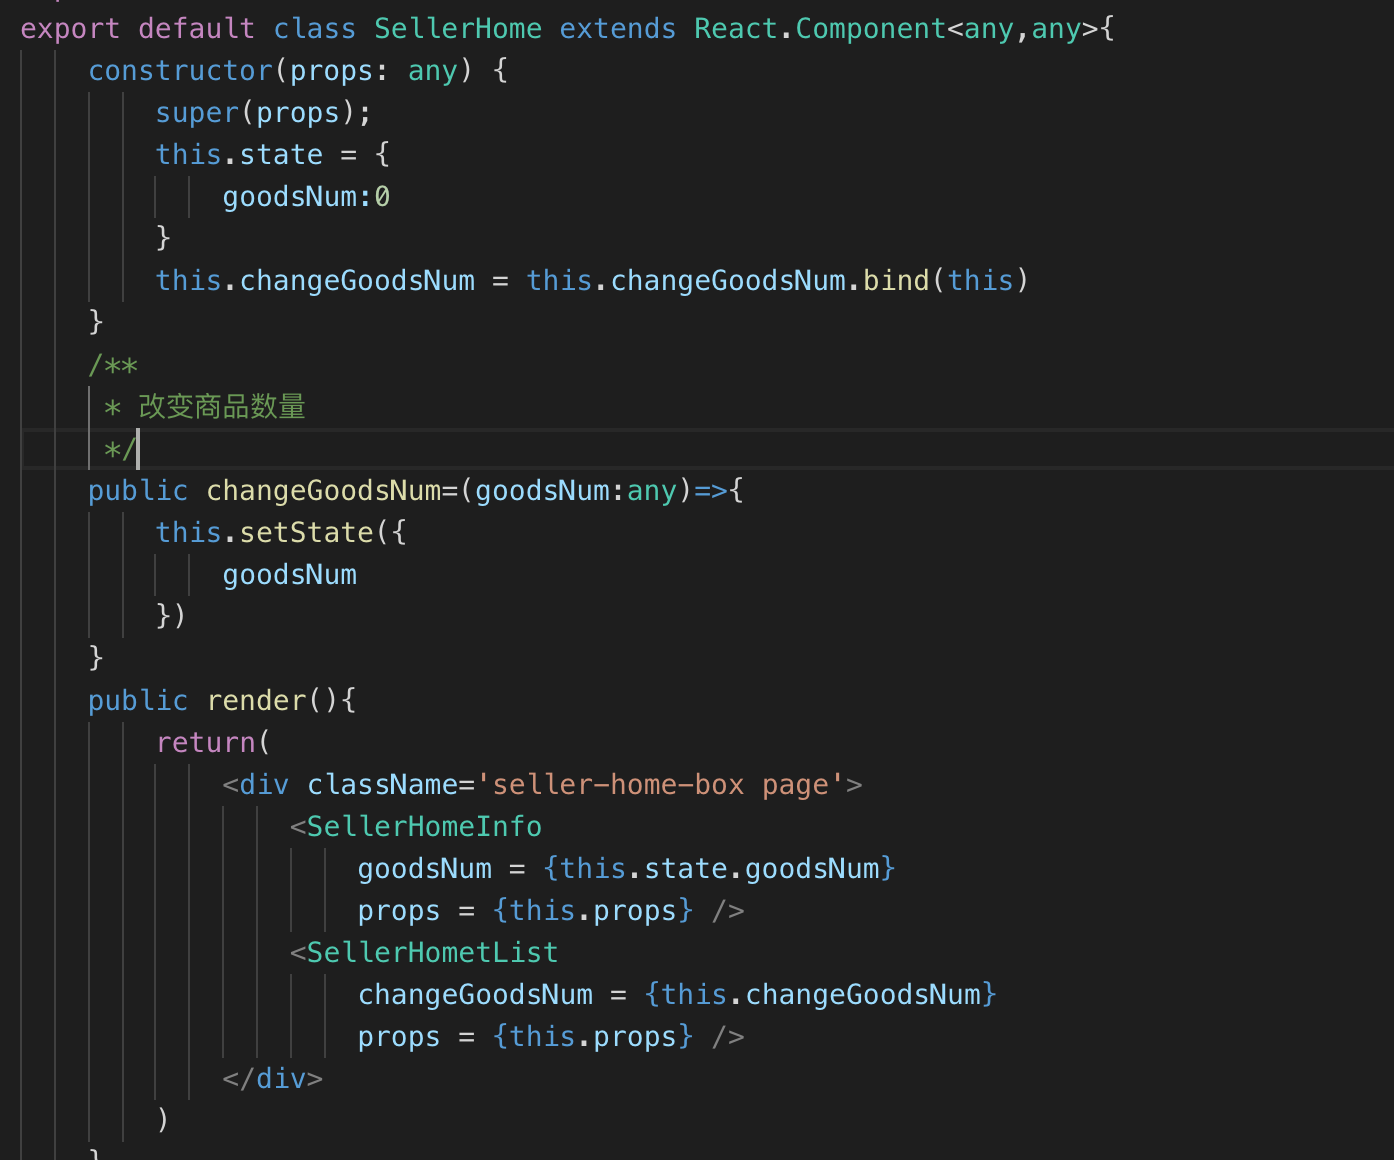 export default class SellerHome extends React.Component<any,any>{
constructor(props: any) {
super(props);
this.state = {
goodsNum:0
}
this.changeGoodsNum = this.changeGoodsNum.bind(this)
}
/**
* 改变商品数量
*/
public changeGoodsNum=(goodsNum:any)=>{
this.setState({
goodsNum
})
}
public render(){
return(
<div className='seller-home-box page'>
<SellerHomeInfo
goodsNum = {this.state.goodsNum}
props = {this.props} />
<SellerHometList
changeGoodsNum = {this.changeGoodsNum}
props = {this.props} />
</div>
)
}